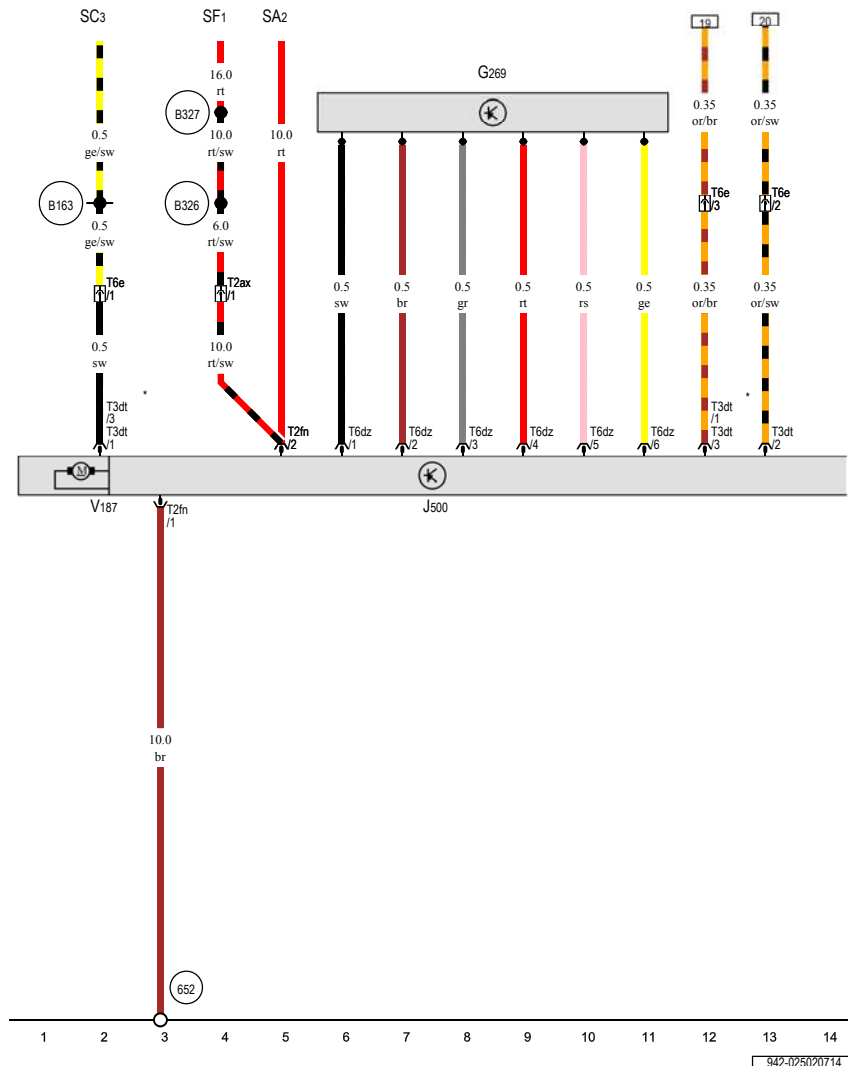 SC3 SF1 SA2
19 20
16.0
rt
G269
B327
0.5
ge/sw
10.0
rt/sw
10.0
rt
0.35
or/br
0.35
or/sw
B163 B326
T6e
/3
T6e
/2
0.5
ge/sw
6.0
rt/sw
T6e
/1
T2ax
/1
0.5
sw
0.5
br
0.5
gr
0.5
rt
0.5
rs
0.5
ge
0.35
or/br
0.35
or/sw
0.5
sw
10.0
rt/sw
*
*
T3dt
/3
T3dt
/1
T2fn
/2
T6dz
/1
T6dz
/2
T6dz
/3
T6dz
/4
T6dz
/5
T6dz
/6
T3dt
/1
T3dt
/3
T3dt
/2
M
V187
T2fn
/1
J500
10.0
br
652
1 2 3 4 5 6 7 8 9 10 11 12 13 14
942-025020714